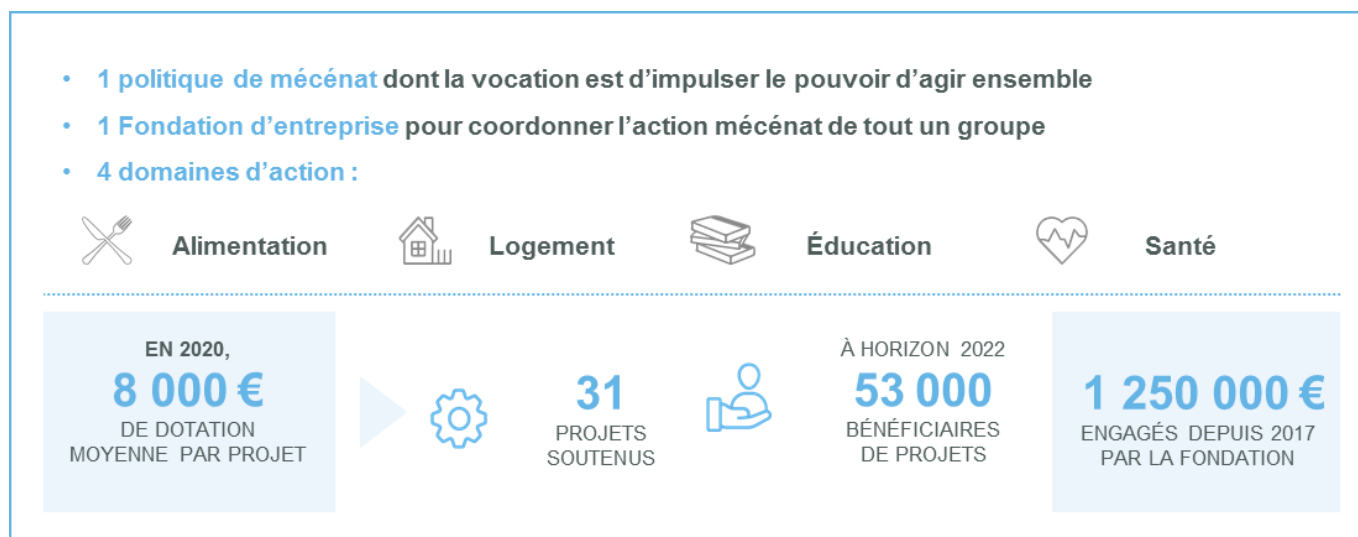 • 1 politique de mécénat dont la vocation est d’impulser le pouvoir d’agir ensemble
• 1 Fondation d’entreprise pour coordonner l’action mécénat de tout un groupe
• 4 domaines d’action :
Alimentation
Logement
Éducation
Santé
EN 2020,
8 000 €
DE DOTATION
MOYENNE PAR PROJET
31
PROJETS
SOUTENUS
À HORIZON 2022
53 000
BÉNÉFICIAIRES
DE PROJETS
1 250 000 €
ENGAGÉS DEPUIS 2017
PAR LA FONDATION